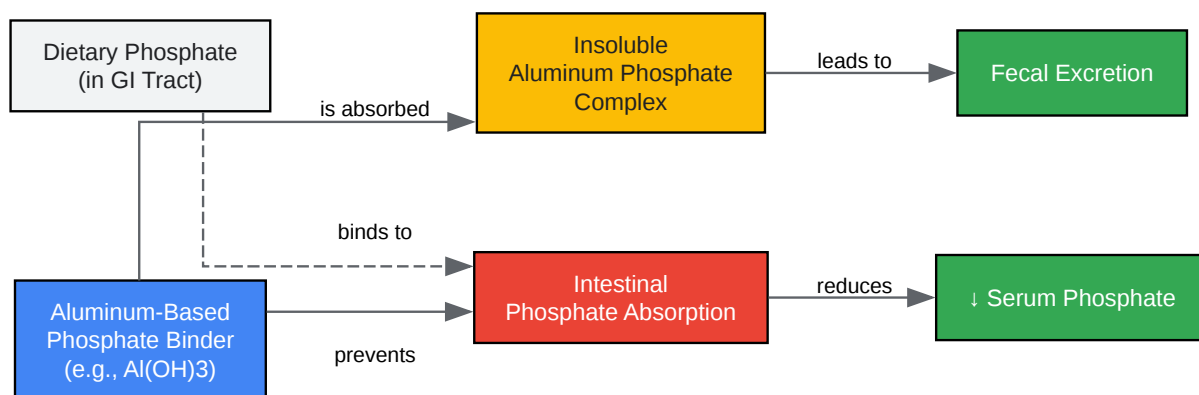 Dietary Phosphate
(in GI Tract)
is absorbed
Insoluble
Aluminum Phosphate
Complex
leads to
Fecal Excretion
binds to
Aluminum-Based
Phosphate Binder
(e.g., Al(OH)3)
prevents
Intestinal
Phosphate Absorption
reduces
↓ Serum Phosphate